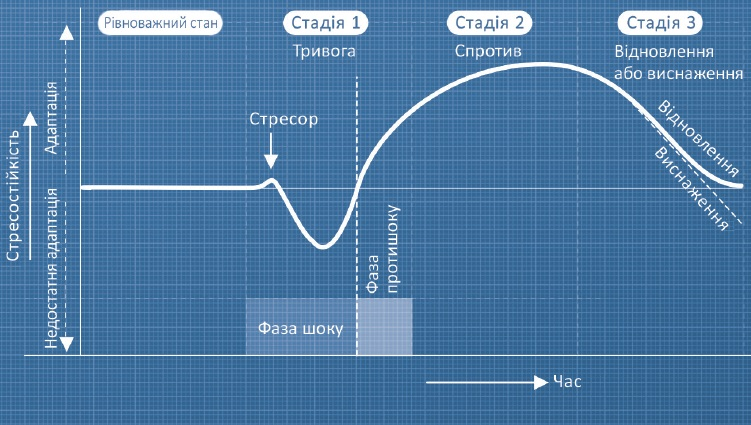 Рівноважний стан
Стадія 1
Стадія 2
Стадія 3
Тривога
Спротив
Відновлення
або виснаження
Стресор
Стресостійкість
Адаптація
Недостатня адаптація
Відновлення
Виснаження
Фаза
протишоку
Фаза шоку
Час